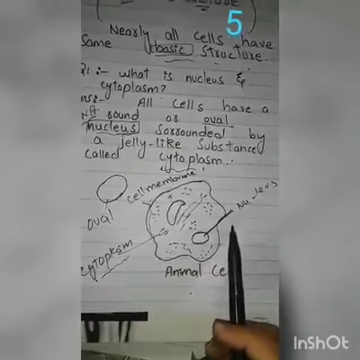 5
Nearly all cells have
same basic structure
what is nucleus &
cytoplasm?
All cells have a
round or oval
Nucleus sorsounded by
a jelly-like substance
called cytoplasm.
cell membrane
oval
cytoplasm
Animal Ce
InShOt